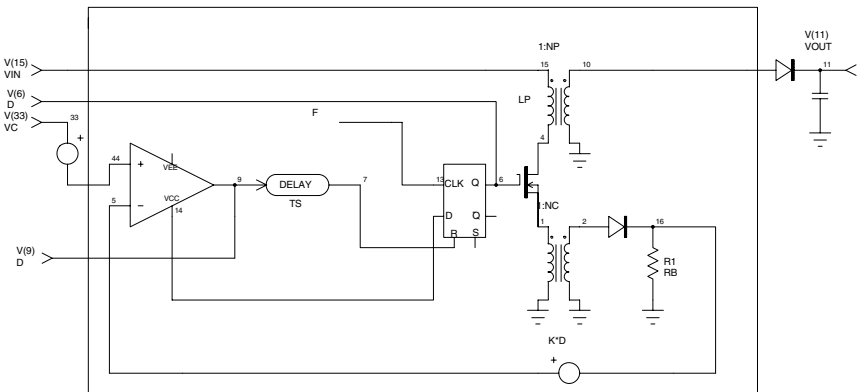 1:NP
V(11)
VOUT
V(15)
VIN
15
10
11
V(6)
D
LP
V(33)
VC
33
F
+
4
44
+
VEE
CLK
Q
13
6
9
DELAY
7
TS
5
−
VCC
14
D
Q
R
S
1:NC
1
2
16
R1
RB
V(9)
D
K*D
+